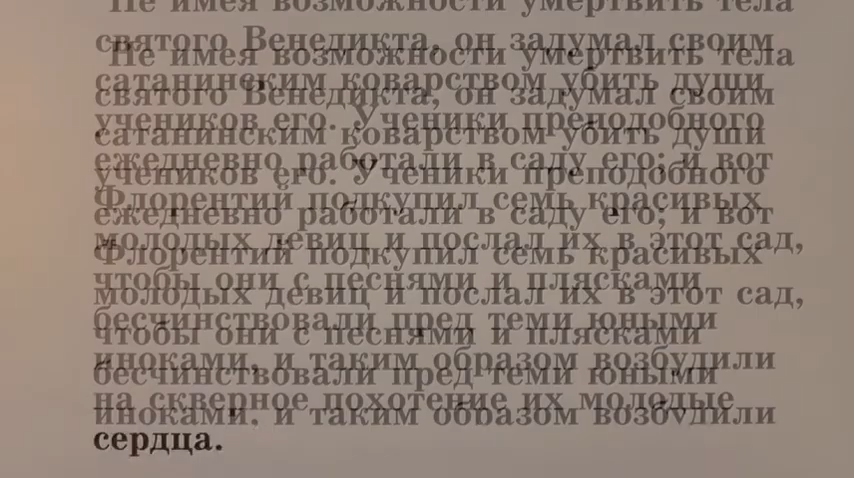 Не имея возможности умертвить тела
святого Венедикта, он задумал своим
сатанинским коварством убить души
учеников его. Ученики преподобного
ежедневно работали в саду его; и вот
Флорентий подкупил семь красивых
молодых девиц и послал их в этот сад,
чтобы они с песнями и плясками
бесчинствовали пред теми юными
иноками, и таким образом возбудили
на скверное похотение их молодые
сердца.